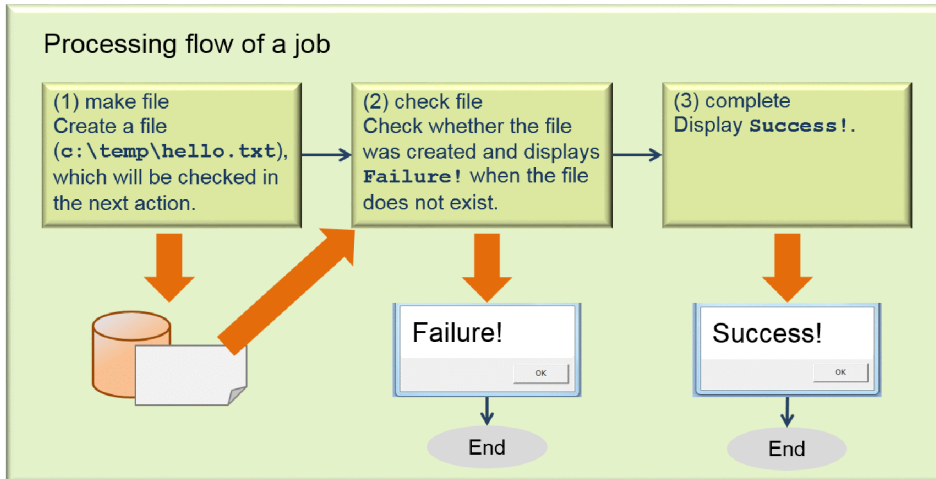 Processing flow of a job
(1) make file
Create a file
(c:\temp\hello.txt),
which will be checked in
the next action.
(2) check file
Check whether the file
was created and displays
Failure! when the file
does not exist.
(3) complete
Display Success!.
Failure!
OK
End
Success!
OK
End